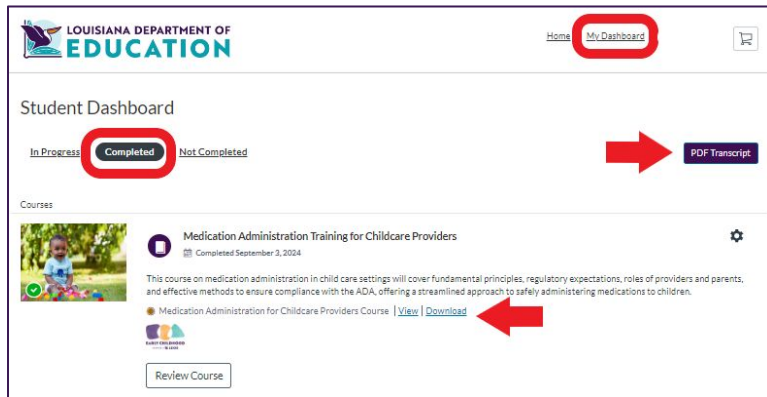 LOUISIANA DEPARTMENT OF
EDUCATION
Home My Dashboard
Student Dashboard
In Progress Completed Not Completed
PDF Transcript
Courses
Medication Administration Training for Childcare Providers
Completed September 3, 2024
This course on medication administration in child care settings will cover fundamental principles, regulatory expectations, roles of providers and parents,
and effective methods to ensure compliance with the ADA, offering a streamlined approach to safely administering medications to children.
Medication Administration for Childcare Providers Course | View | Download
EARLY CHILDHOOD
Review Course